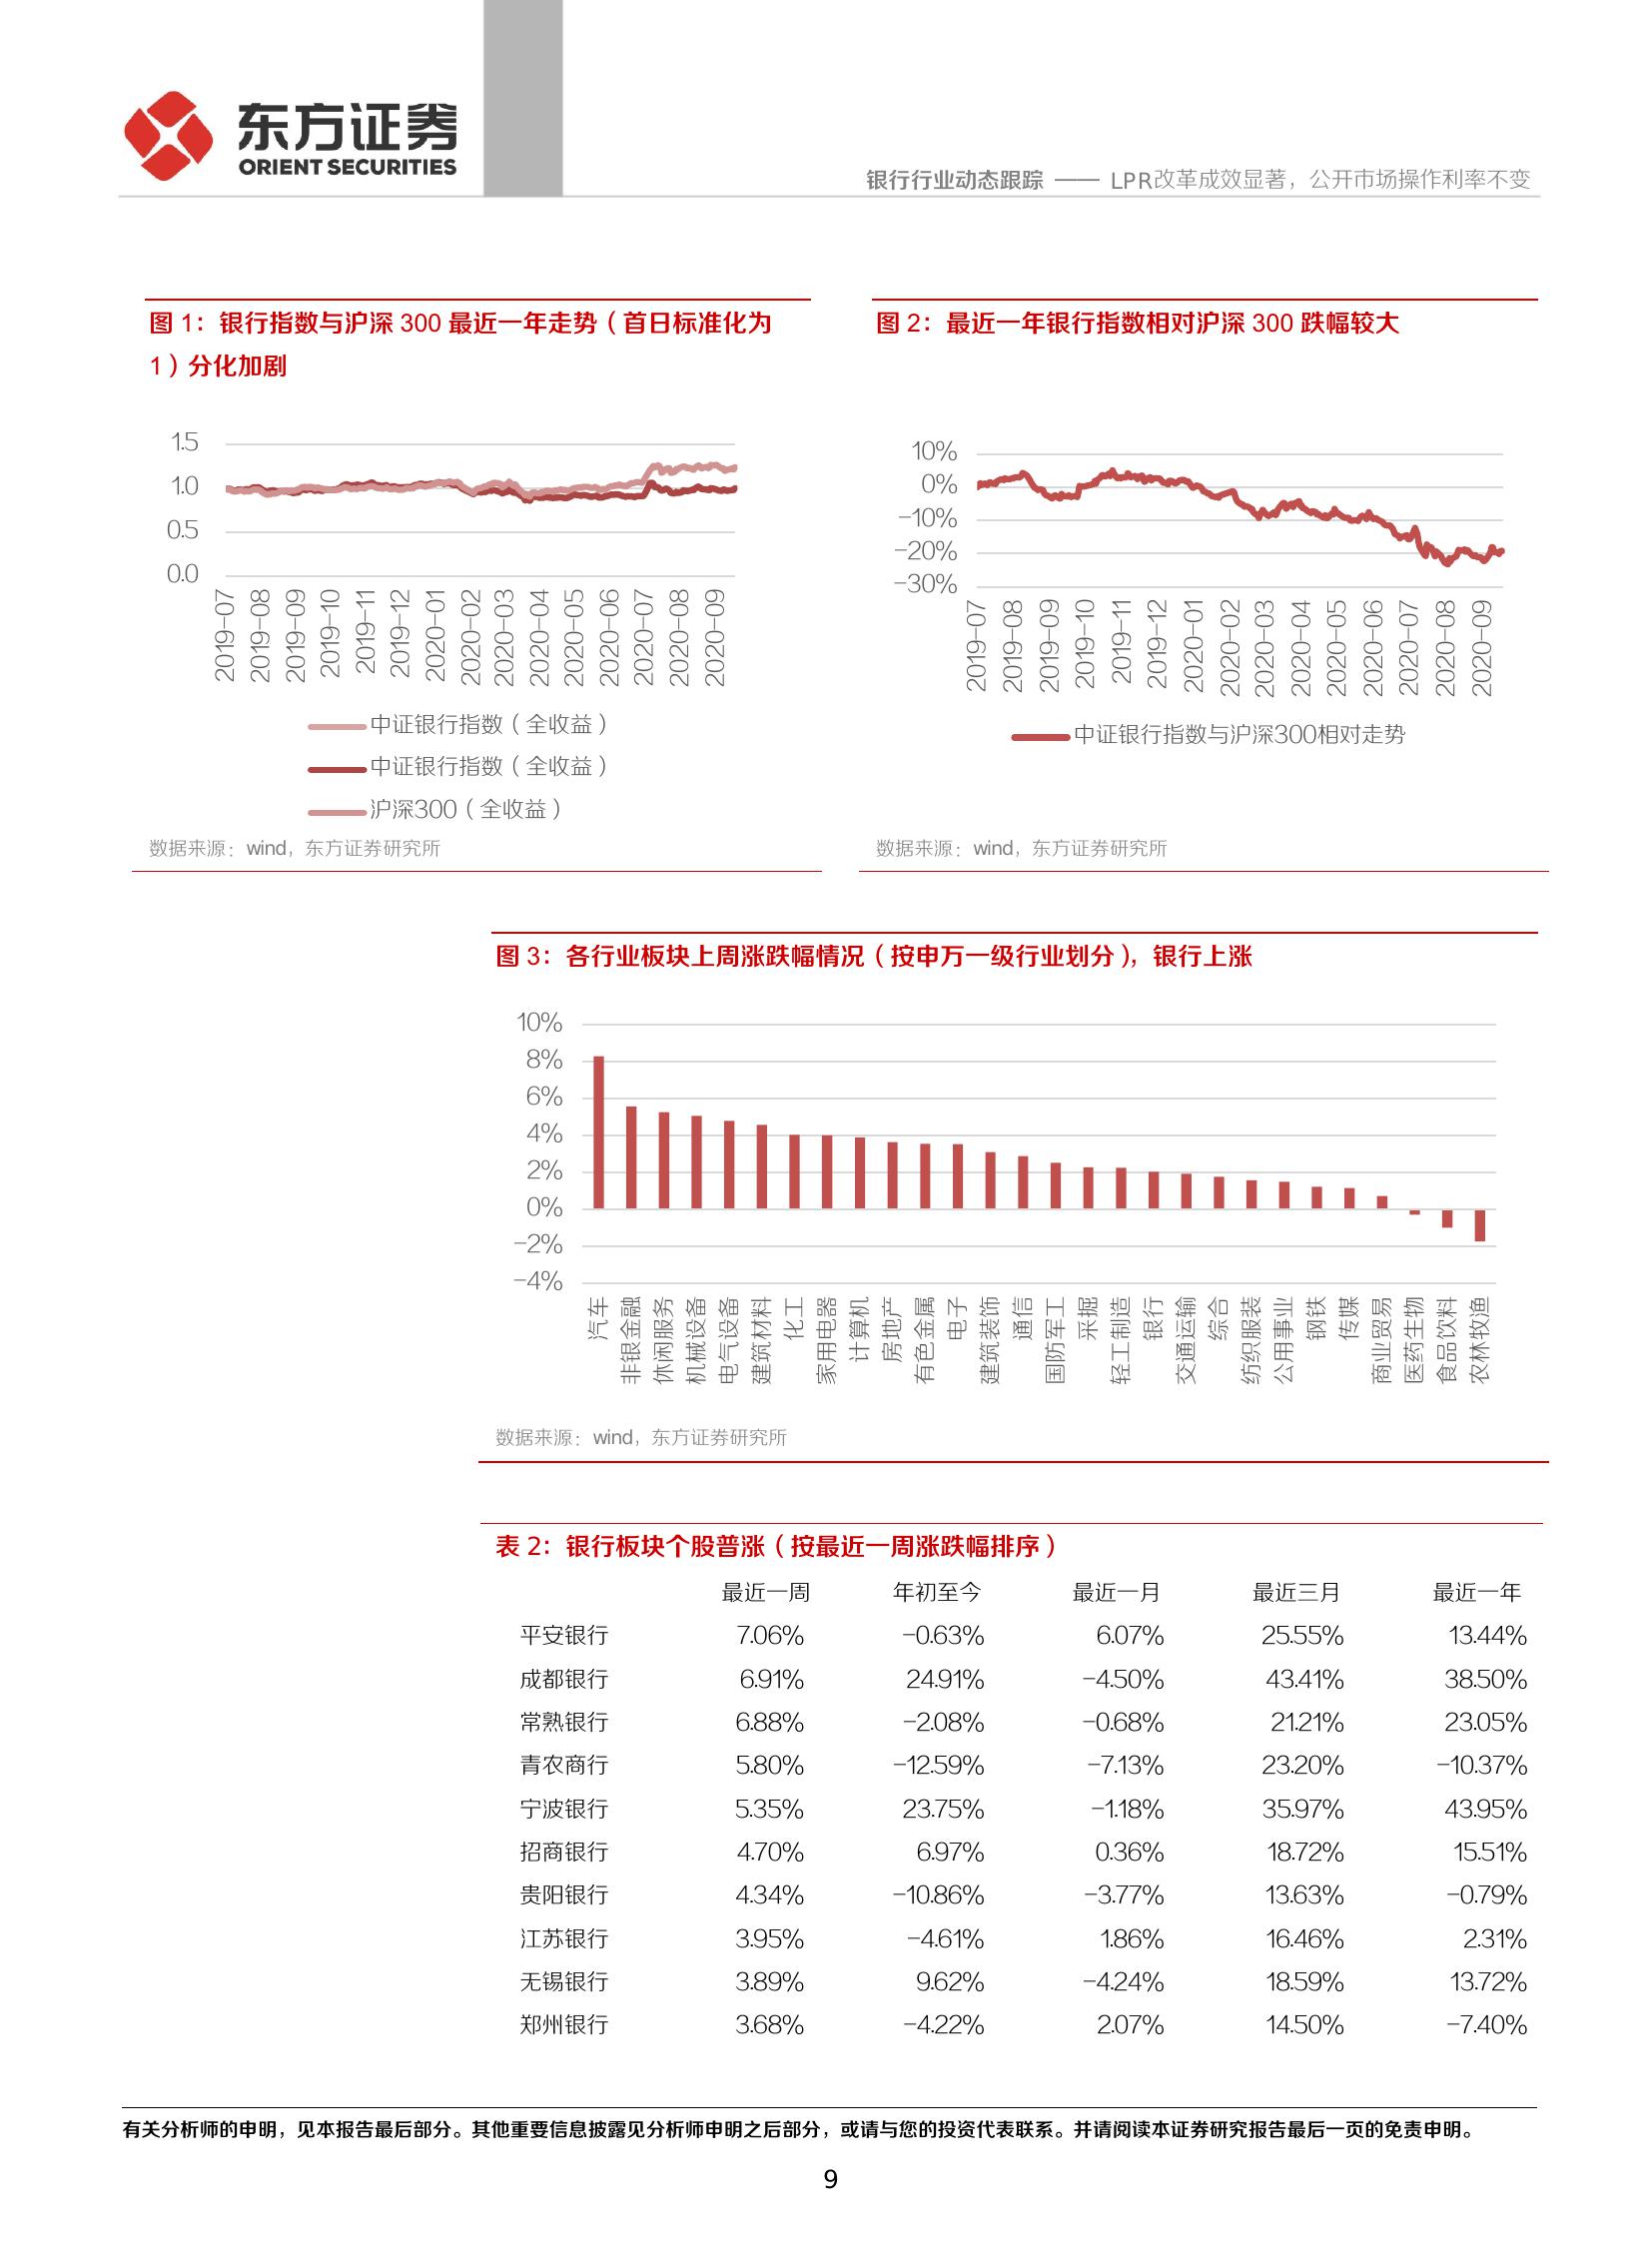 东方证券
ORIENT SECURITIES
银行行业动态跟踪 —— LPR改革成效显著，公开市场操作利率不变
图 1：银行指数与沪深 300 最近一年走势（首日标准化为
1）分化加剧
1.5
1.0
0.5
0.0
2019-07
2019-08
2019-09
2019-10
2019-11
2019-12
2020-01
2020-02
2020-03
2020-04
2020-05
2020-06
2020-07
2020-08
2020-09
中证银行指数（全收益）
中证银行指数（全收益）
沪深300（全收益）
数据来源：wind，东方证券研究所
图 2：最近一年银行指数相对沪深 300 跌幅较大
10%
0%
-10%
-20%
-30%
2019-07
2019-08
2019-09
2019-10
2019-11
2019-12
2020-01
2020-02
2020-03
2020-04
2020-05
2020-06
2020-07
2020-08
2020-09
中证银行指数与沪深300相对走势
数据来源：wind，东方证券研究所
图 3：各行业板块上周涨跌幅情况（按申万一级行业划分），银行上涨
10%
8%
6%
4%
2%
0%
-2%
-4%
汽车
非银金融
休闲服务
机械设备
电气设备
建筑材料
化工
家用电器
计算机
房地产
有色金属
电子
建筑装饰
通信
国防军工
采掘
轻工制造
银行
交通运输
综合
纺织服装
公用事业
钢铁
传媒
商业贸易
医药生物
食品饮料
农林牧渔
数据来源：wind，东方证券研究所
表 2：银行板块个股普涨（按最近一周涨跌幅排序）
最近一周 年初至今 最近一月 最近三月 最近一年
平安银行 7.06% -0.63% 6.07% 25.55% 13.44%
成都银行 6.91% 24.91% -4.50% 43.41% 38.50%
常熟银行 6.88% -2.08% -0.68% 21.21% 23.05%
青农商行 5.80% -12.59% -7.13% 23.20% -10.37%
宁波银行 5.35% 23.75% -1.18% 35.97% 43.95%
招商银行 4.70% 6.97% 0.36% 18.72% 15.51%
贵阳银行 4.34% -10.86% -3.77% 13.63% -0.79%
江苏银行 3.95% -4.61% 1.86% 16.46% 2.31%
无锡银行 3.89% 9.62% -4.24% 18.59% 13.72%
郑州银行 3.68% -4.22% 2.07% 14.50% -7.40%
有关分析师的申明，见本报告最后部分。其他重要信息披露见分析师申明之后部分，或请与您的投资代表联系。并请阅读本证券研究报告最后一页的免责申明。
9